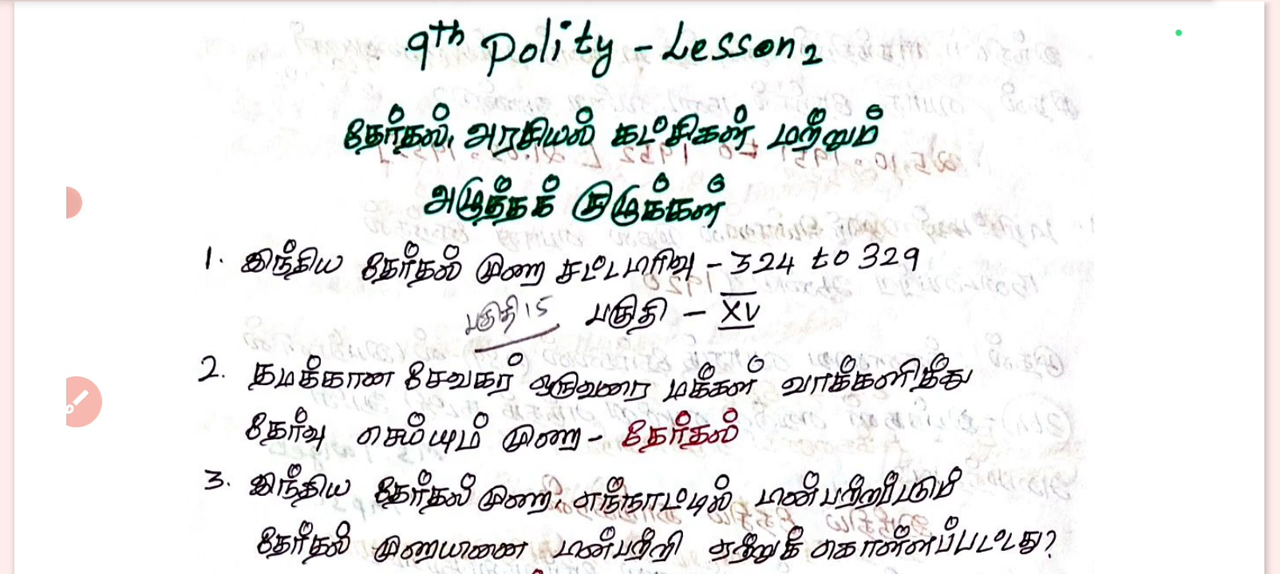 9th Polity - Lesson 2
தேர்தல், அரசியல் கட்சிகள் மற்றும்
அழுத்தக் குழுக்கள்
1. இந்திய தேர்தல் முறை சட்டபிரிவு - 324 to 329
பகுதி 15 பகுதி - XV
2. தமக்கான சேவகர் ஒருவரை மக்கள் வாக்களித்து
தேர்வு செய்யும் முறை - தேர்தல்
3. இந்திய தேர்தல் முறை, எந்நாட்டில் பின்பற்றப்படும்
தேர்தல் முறையினை பின்பற்றி ஏற்றுக் கொள்ளப்பட்டது?